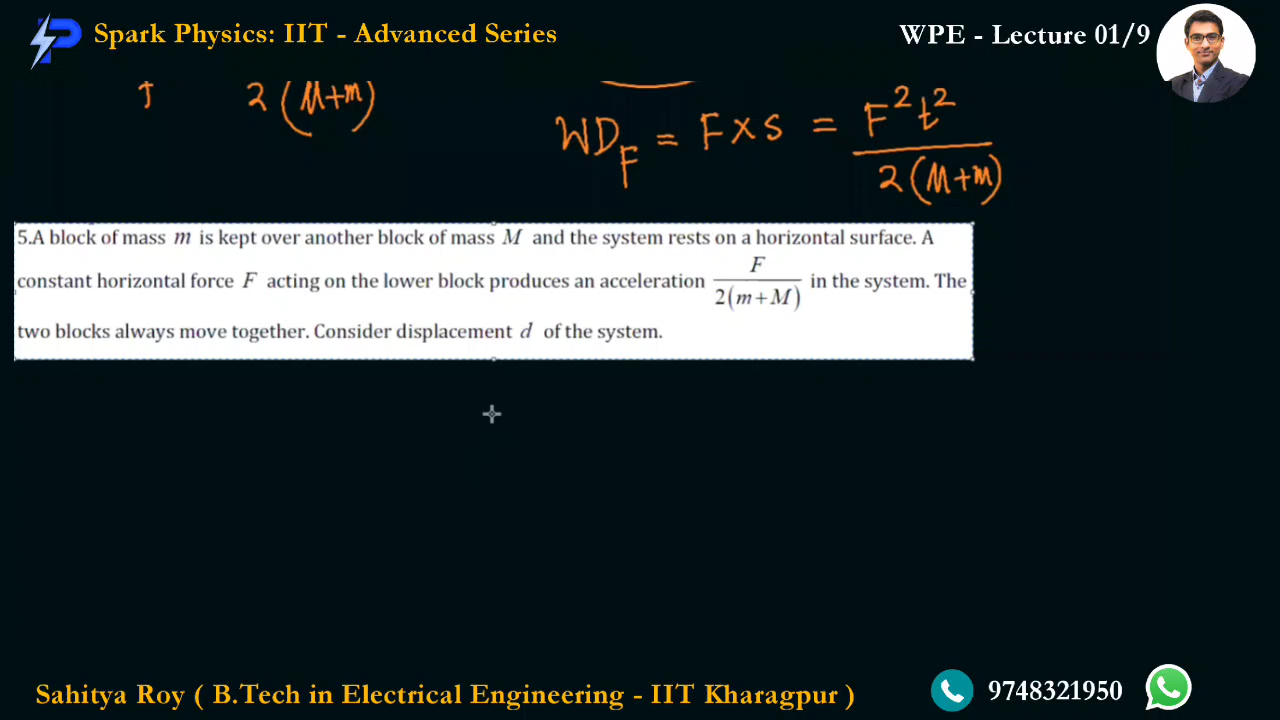 Spark Physics: IIT - Advanced Series
WPE - Lecture 01/9
2 (M+m)
WD_F = F x s = F²t² / 2(M+m)
5.A block of mass m is kept over another block of mass M and the system rests on a horizontal surface. A
constant horizontal force F acting on the lower block produces an acceleration F / 2(m+M) in the system. The
two blocks always move together. Consider displacement d of the system.
Sahitya Roy ( B.Tech in Electrical Engineering - IIT Kharagpur )
9748321950